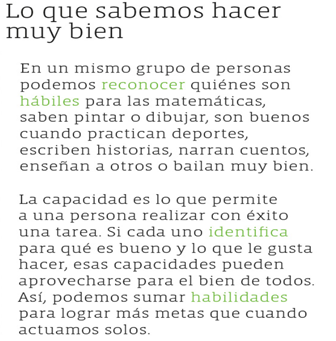 Lo que sabemos hacer
muy bien
En un mismo grupo de personas
podemos reconocer quiénes son
hábiles para las matemáticas,
saben pintar o dibujar, son buenos
cuando practican deportes,
escriben historias, narran cuentos,
enseñan a otros o bailan muy bien.
La capacidad es lo que permite
a una persona realizar con éxito
una tarea. Si cada uno identifica
para qué es bueno y lo que le gusta
hacer, esas capacidades pueden
aprovecharse para el bien de todos.
Así, podemos sumar habilidades
para lograr más metas que cuando
actuamos solos.